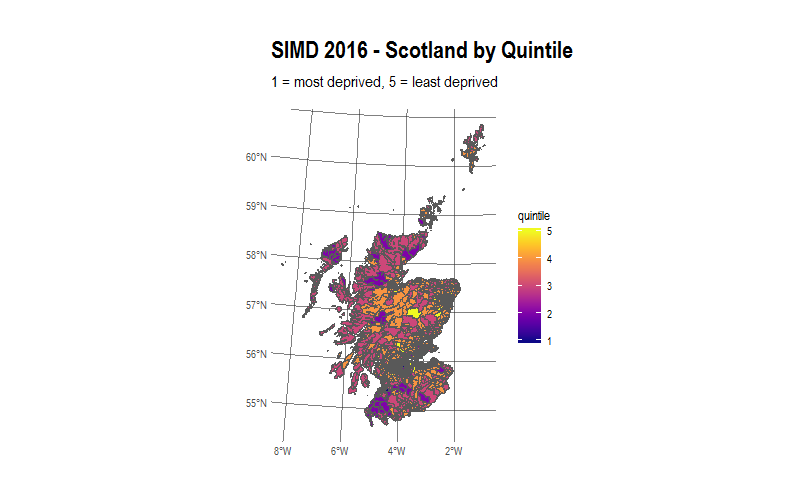 SIMD 2016 - Scotland by Quintile
1 = most deprived, 5 = least deprived
60°N
59°N
58°N
57°N
56°N
55°N
8°W 6°W 4°W 2°W
quintile
5
4
3
2
1